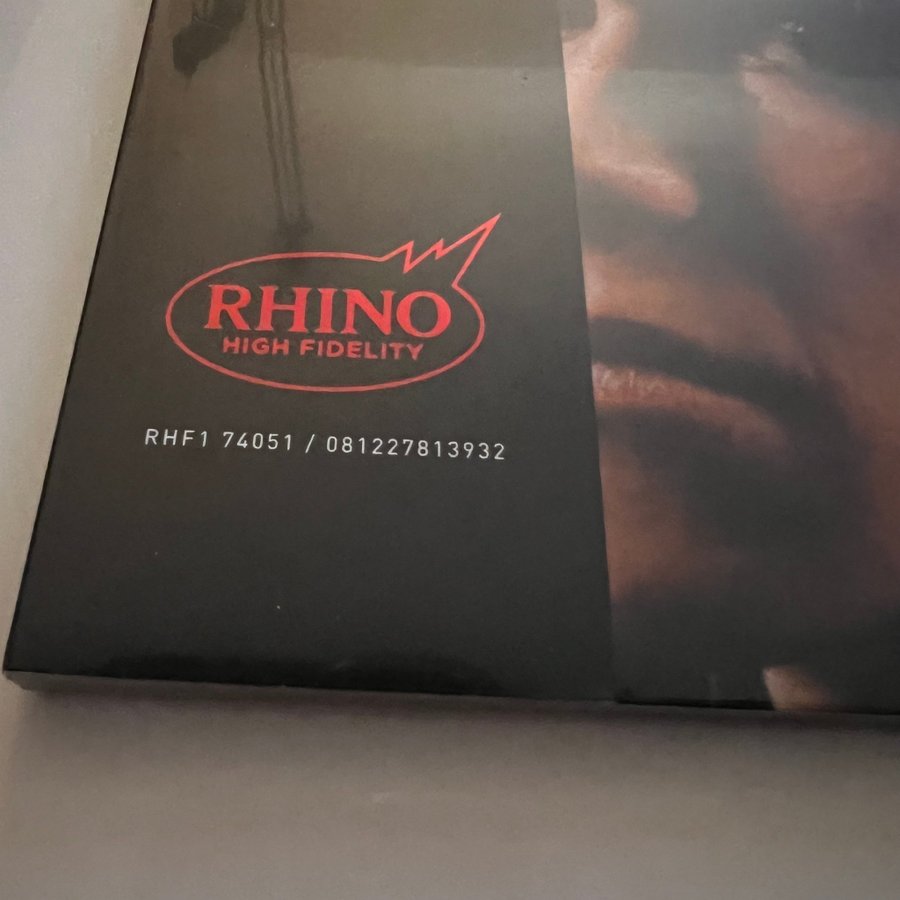 RHINO
HIGH FIDELITY
RHF1 74051 / 081227813932